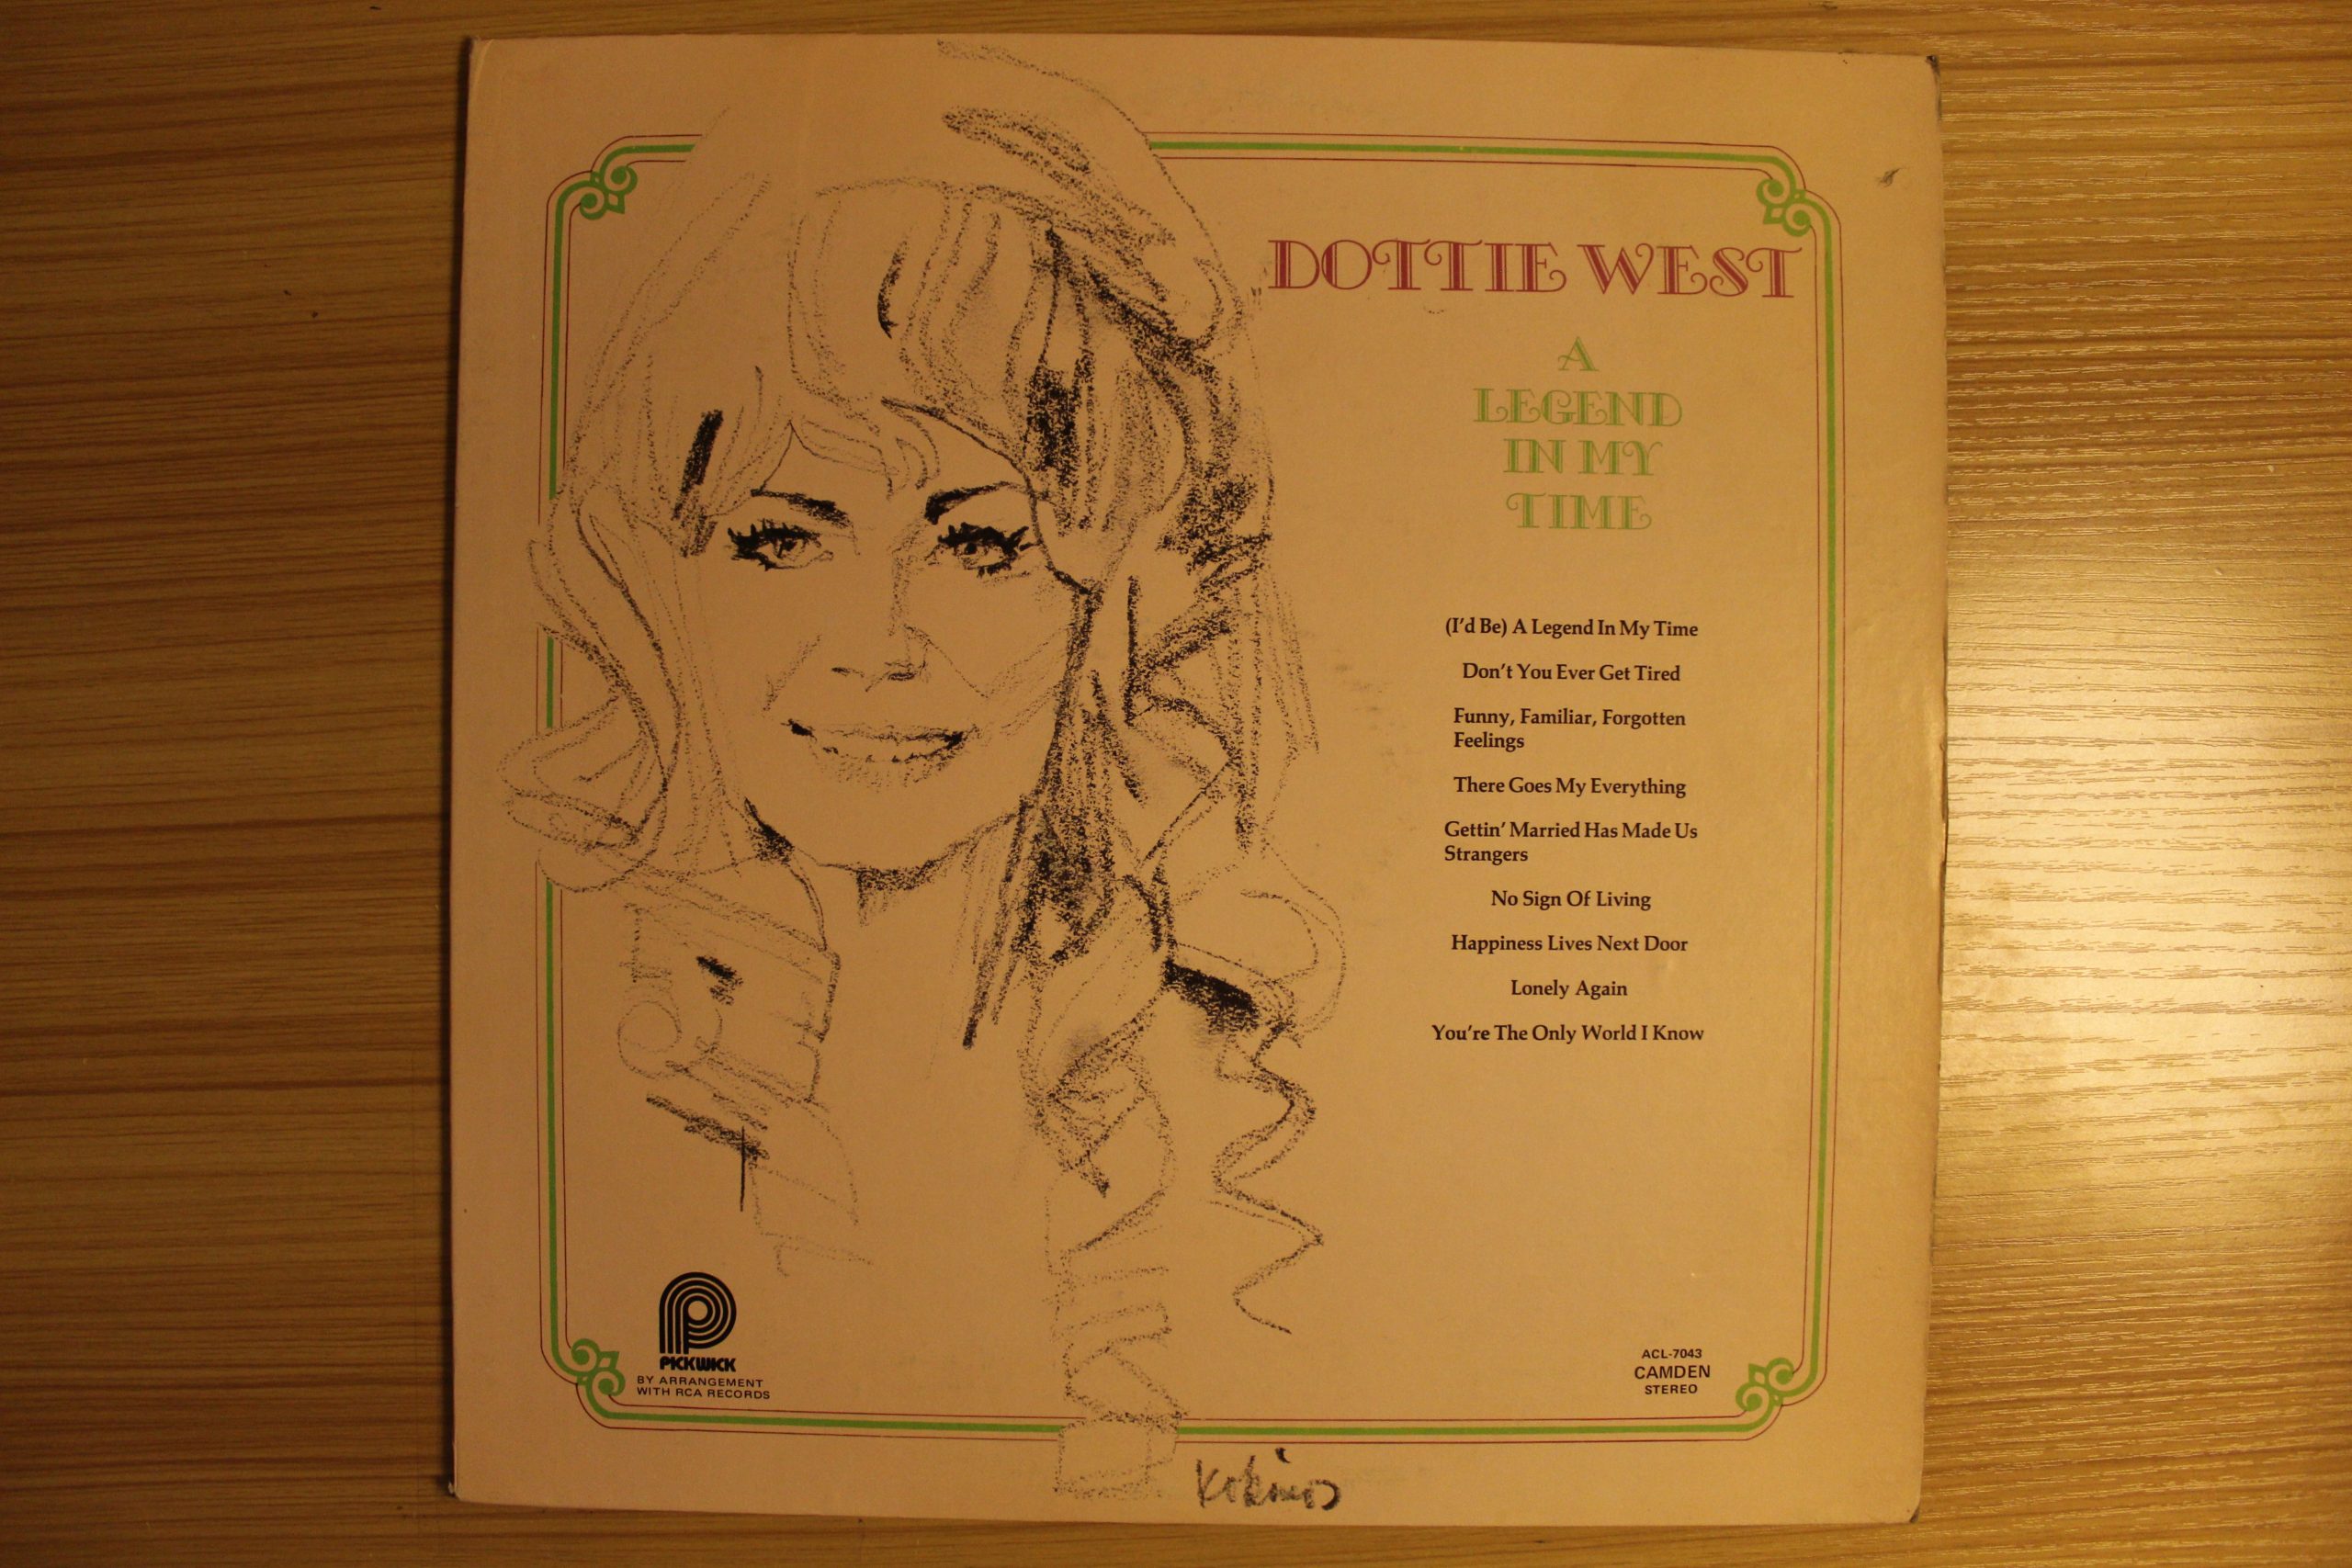 DOTTIE WEST
A
LEGEND
IN MY
TIME
(I'd Be) A Legend In My Time
Don't You Ever Get Tired
Funny, Familiar, Forgotten
Feelings
There Goes My Everything
Gettin' Married Has Made Us
Strangers
No Sign Of Living
Happiness Lives Next Door
Lonely Again
You're The Only World I Know
PICKWICK
BY ARRANGEMENT
WITH RCA RECORDS
ACL-7043
CAMDEN
STEREO